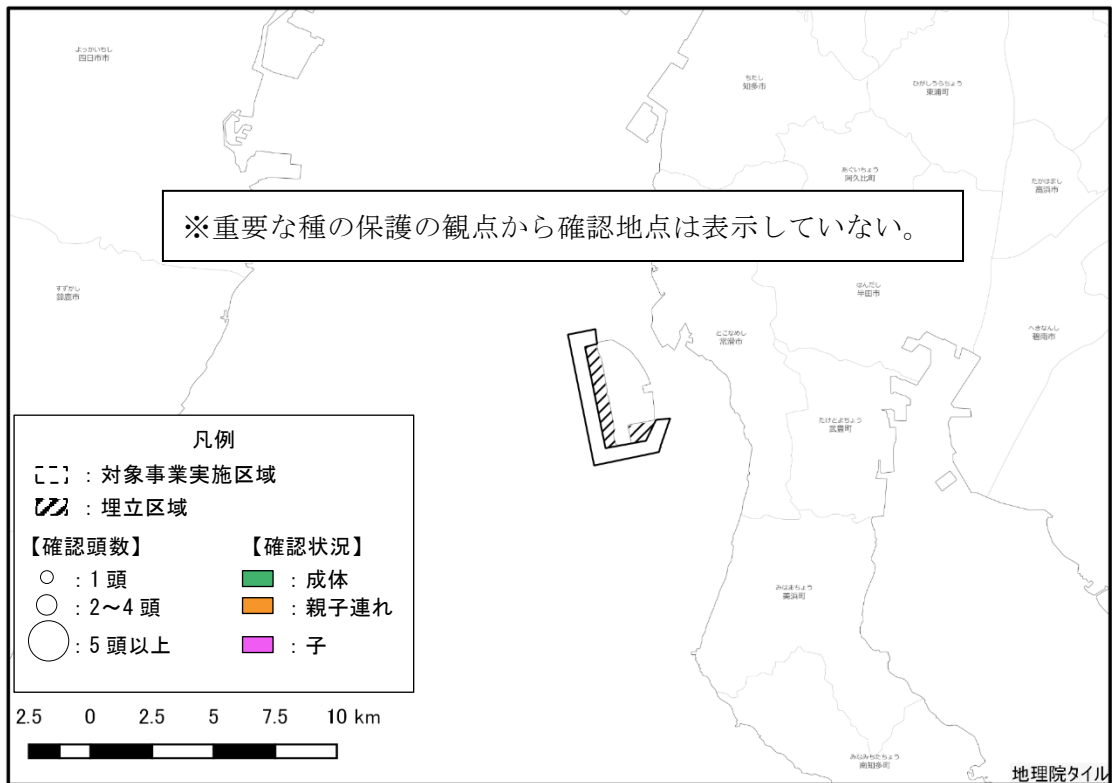 よっかいちし
四日市市
ちたし
知多市
ひがしうらちょう
東浦町
あぐいちょう
阿久比町
たかはまし
高浜市
※重要な種の保護の観点から確認地点は表示していない。
すずかし
鈴鹿市
はんだし
半田市
とこなめし
常滑市
へきなんし
碧南市
たけとよちょう
武豊町
凡例
：対象事業実施区域
：埋立区域
【確認頭数】 【確認状況】
：1頭 ：成体
：2～4頭 ：親子連れ
：5頭以上 ：子
みはまちょう
美浜町
2.5 0 2.5 5 7.5 10 km
みなみちたちょう
南知多町
地理院タイル